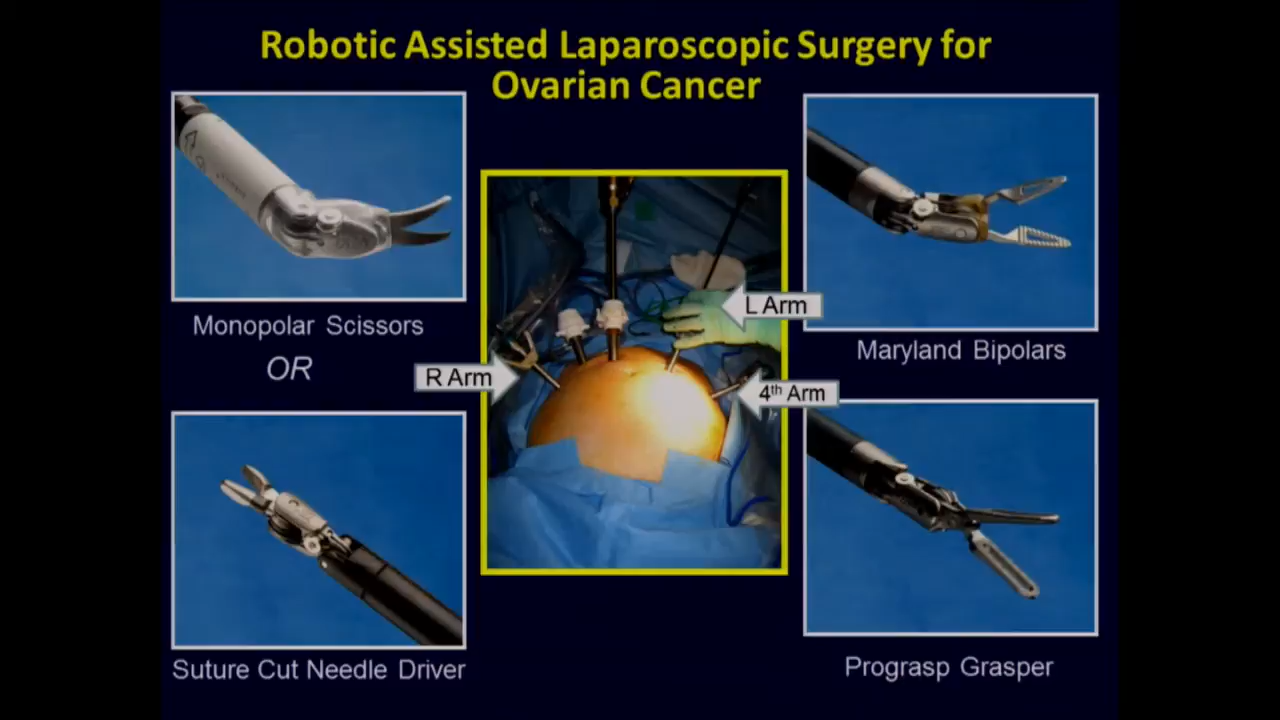 Robotic Assisted Laparoscopic Surgery for
Ovarian Cancer
Monopolar Scissors
OR
Suture Cut Needle Driver
R Arm
L Arm
4th Arm
Maryland Bipolars
Prograsp Grasper